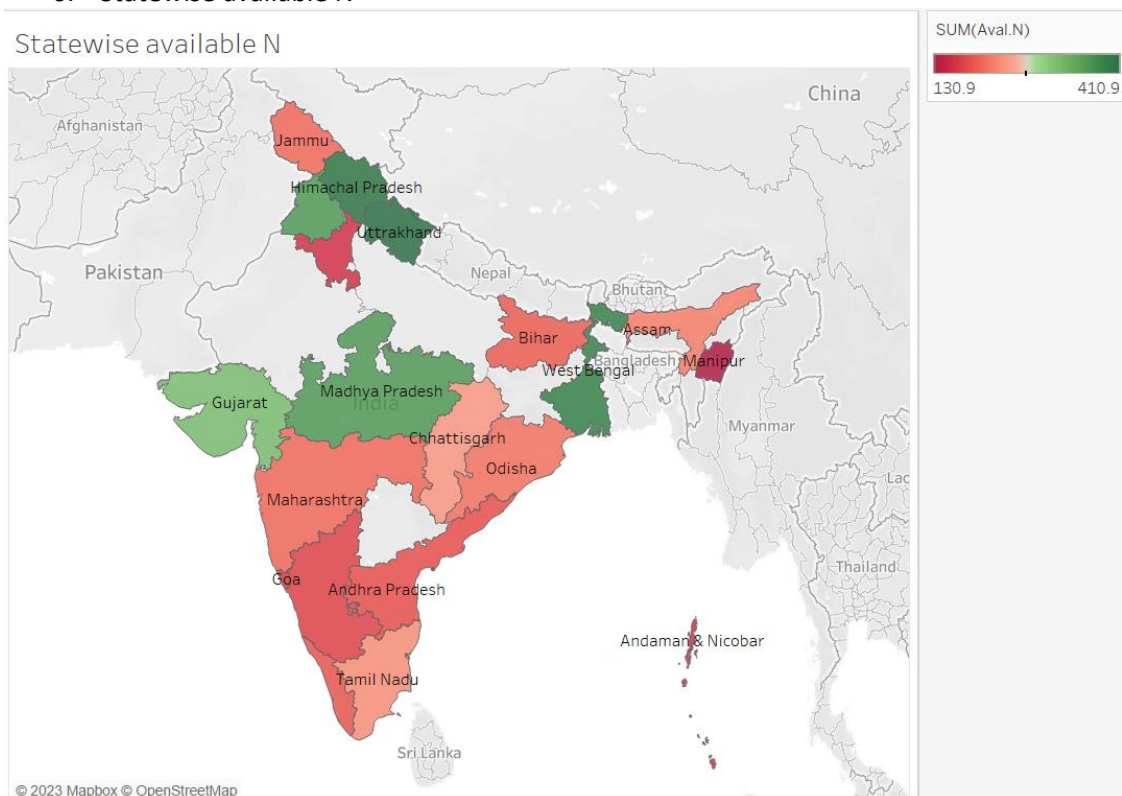 Statewise available N
SUM(Aval.N)
130.9 410.9
China
Afghanistan
Jammu
Himachal Pradesh
Uttrakhand
Pakistan
Nepal
Bhutan
Bihar
Assam
Bangladesh
Manipur
West Bengal
Madhya Pradesh
India
Gujarat
Myanmar
Chhattisgarh
Odisha
Maharashtra
Thailand
Goa
Andhra Pradesh
Andaman & Nicobar
Tamil Nadu
Sri Lanka
© 2023 Mapbox © OpenStreetMap